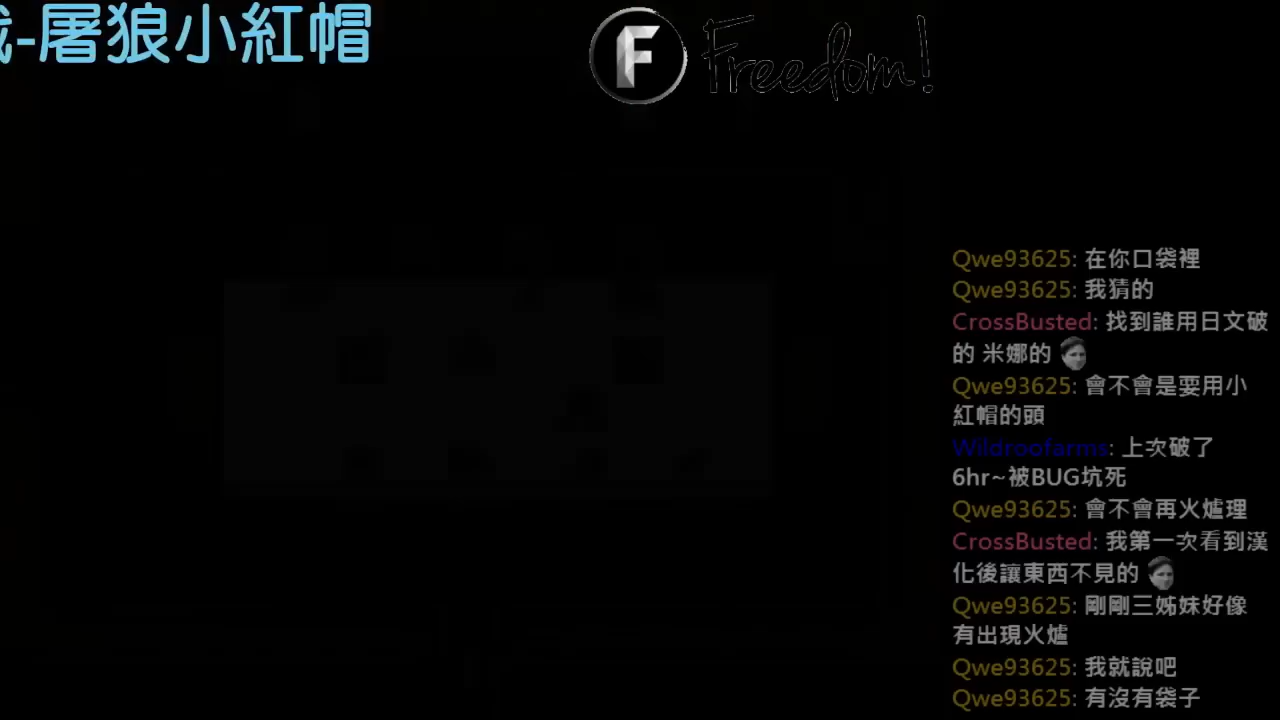 -屠狼小紅帽
F Freedom!
Qwe93625: 在你口袋裡
Qwe93625: 我猜的
CrossBusted: 找到誰用日文破
的 米娜的
Qwe93625: 會不會是要用小
紅帽的頭
Wildroofarms: 上次破了
6hr~被BUG坑死
Qwe93625: 會不會再火爐理
CrossBusted: 我第一次看到漢
化後讓東西不見的
Qwe93625: 剛剛三姊妹好像
有出現火爐
Qwe93625: 我就說吧
Qwe93625: 有沒有袋子